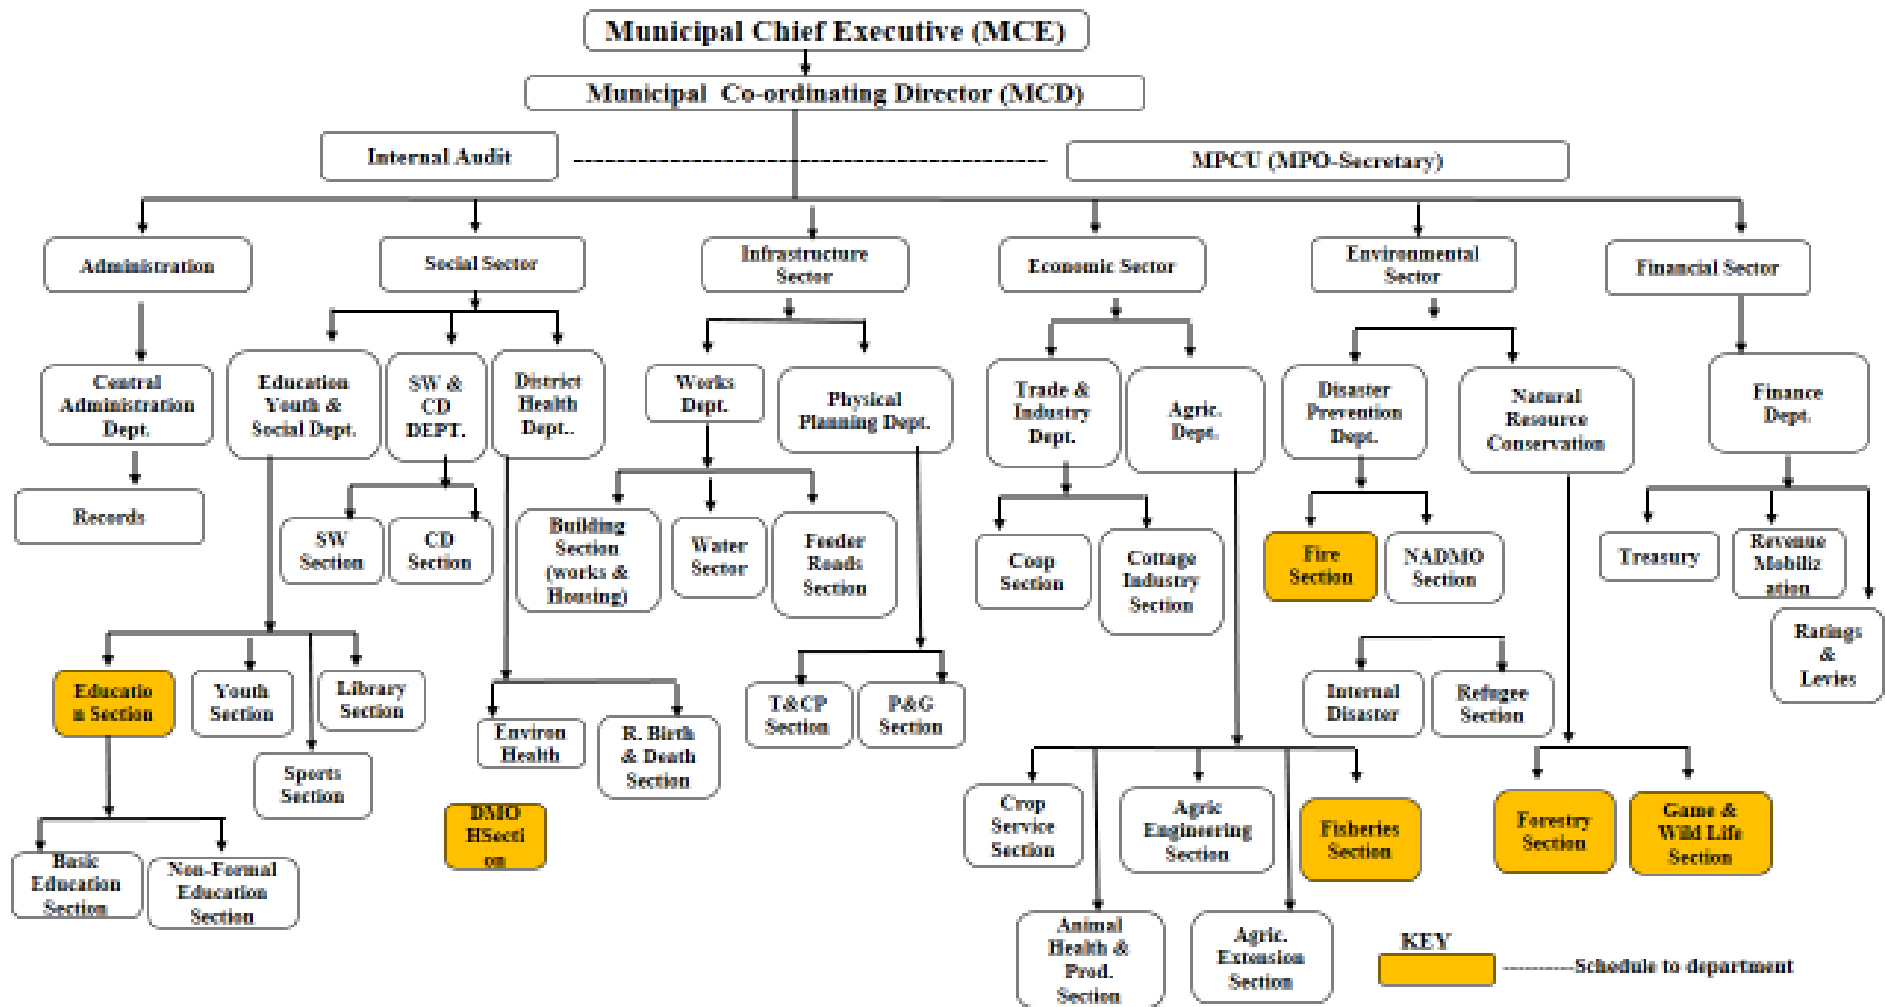 Municipal Chief Executive (MCE)
Municipal Co-ordinating Director (MCD)
Internal Audit
MPCU (MPO-Secretary)
Administration
Social Sector
Infrastructure
Sector
Economic Sector
Environmental
Sector
Financial Sector
Central
Administration
Dept.
Education
Youth &
Social Dept.
SW &
CD
DEPT.
District
Health
Dept..
Works
Dept.
Physical
Planning Dept.
Trade &
Industry
Dept.
Agric.
Dept.
Disaster
Prevention
Dept.
Natural
Resource
Conservation
Finance
Dept.
Records
SW
Section
CD
Section
Building
Section
(works &
Housing)
Water
Sector
Feeder
Roads
Section
Coop
Section
Cottage
Industry
Section
Fire
Section
NADMO
Section
Treasury
Revenue
Mobiliz
ation
Ratings
&
Levies
Educatio
n Section
Youth
Section
Library
Section
Sports
Section
Environ
Health
R. Birth
& Death
Section
T&CP
Section
P&G
Section
Internal
Disaster
Refugee
Section
Basic
Education
Section
Non-Formal
Education
Section
DMO
HSecti
on
Crop
Service
Section
Agric
Engineering
Section
Fisheries
Section
Forestry
Section
Game &
Wild Life
Section
Animal
Health &
Prod.
Section
Agric.
Extension
Section
KEY
----------Schedule to department